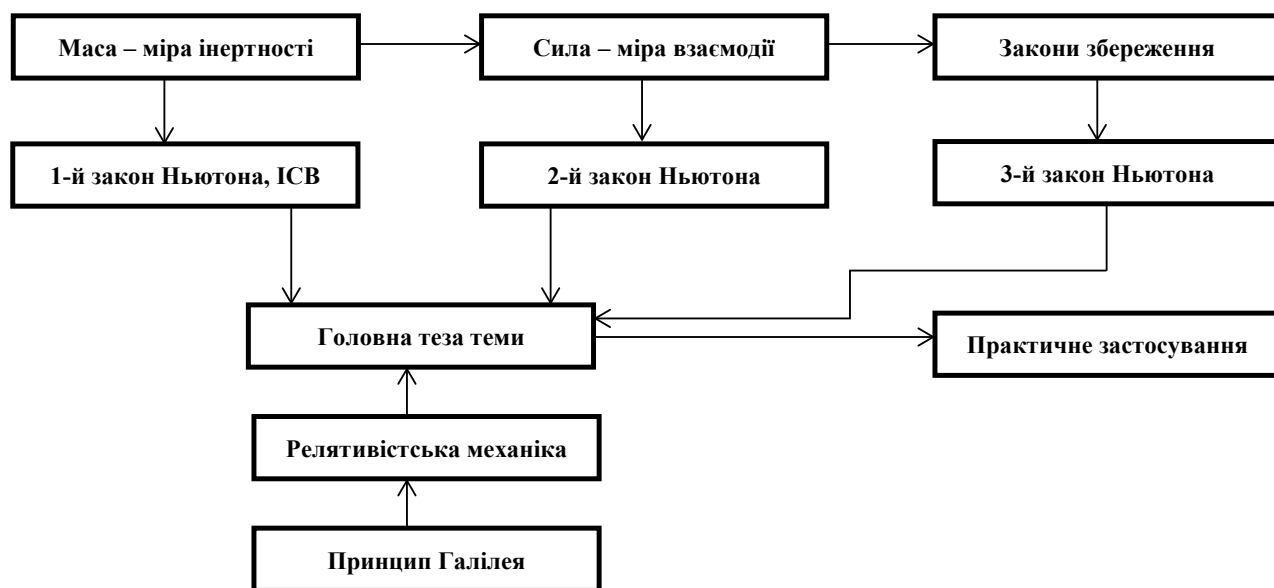 Маса – міра інертності
Сила – міра взаємодії
Закони збереження
1-й закон Ньютона, ІСВ
2-й закон Ньютона
3-й закон Ньютона
Головна теза теми
Практичне застосування
Релятивістська механіка
Принцип Галілея